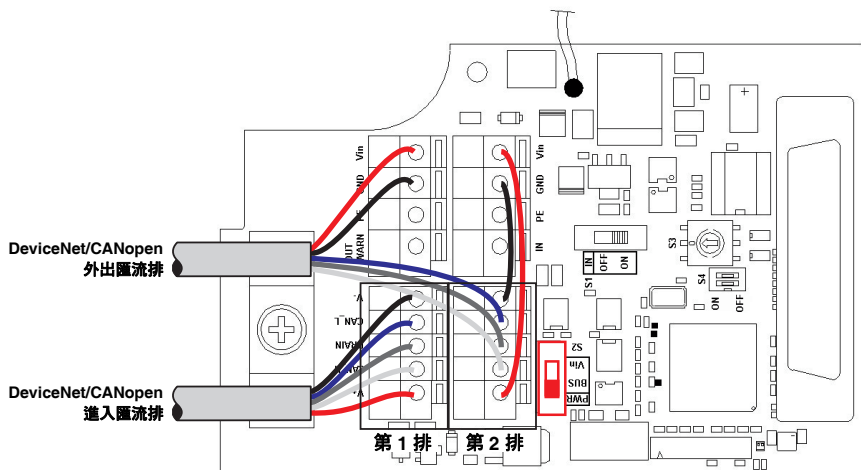 DeviceNet/CANopen
外出匯流排
DeviceNet/CANopen
進入匯流排
Vin
GND
PE
OUT
WARN
V-
CAN_L
DRAIN
V+
Vin
GND
PE
IN
第 1 排
第 2 排
S1
IN
OFF
ON
S2
Vin
BUS
PWR
S3
S4
ON
OFF
+